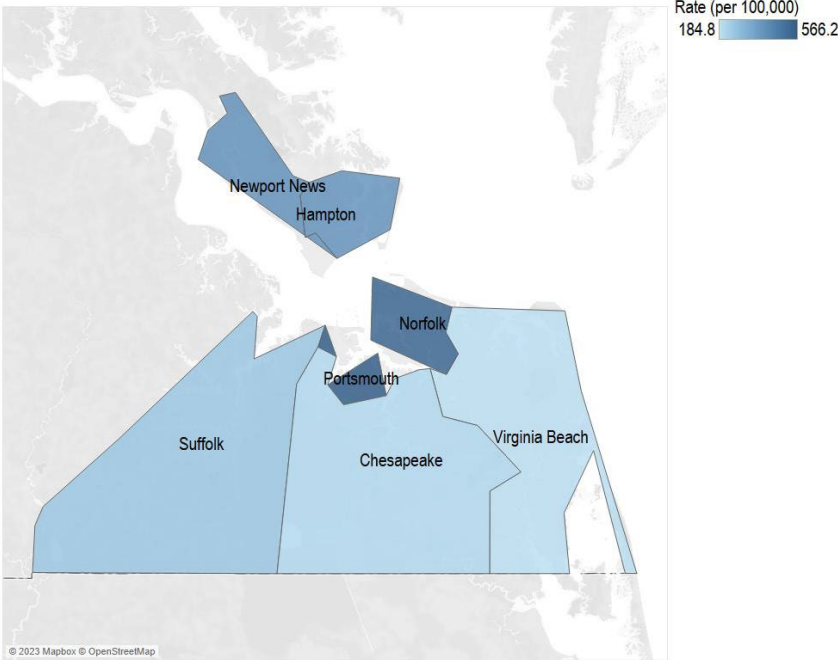 Rate (per 100,000)
184.8 566.2
Newport News
Hampton
Norfolk
Portsmouth
Virginia Beach
Suffolk
Chesapeake
© 2023 Mapbox © OpenStreetMap